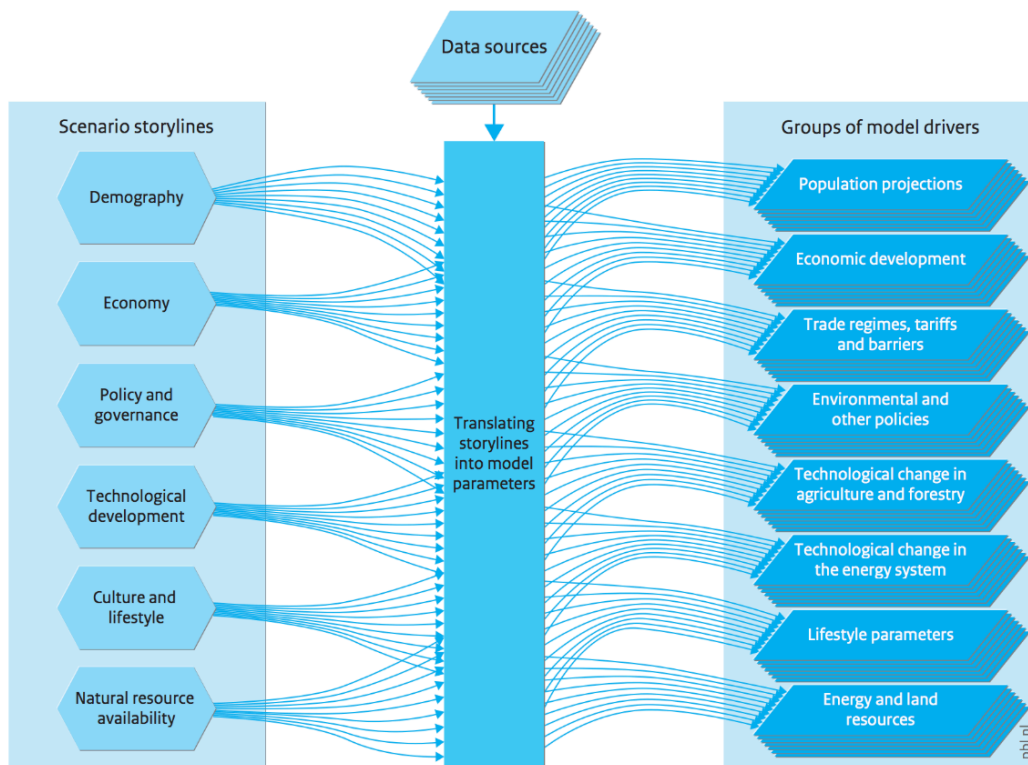 Data sources
Scenario storylines
Demography
Economy
Policy and
governance
Technological
development
Culture and
lifestyle
Natural resource
availability
Translating
storylines
into model
parameters
Groups of model drivers
Population projections
Economic development
Trade regimes, tariffs
and barriers
Environmental and
other policies
Technological change in
agriculture and forestry
Technological change in
the energy system
Lifestyle parameters
Energy and land
resources
pbl.nl